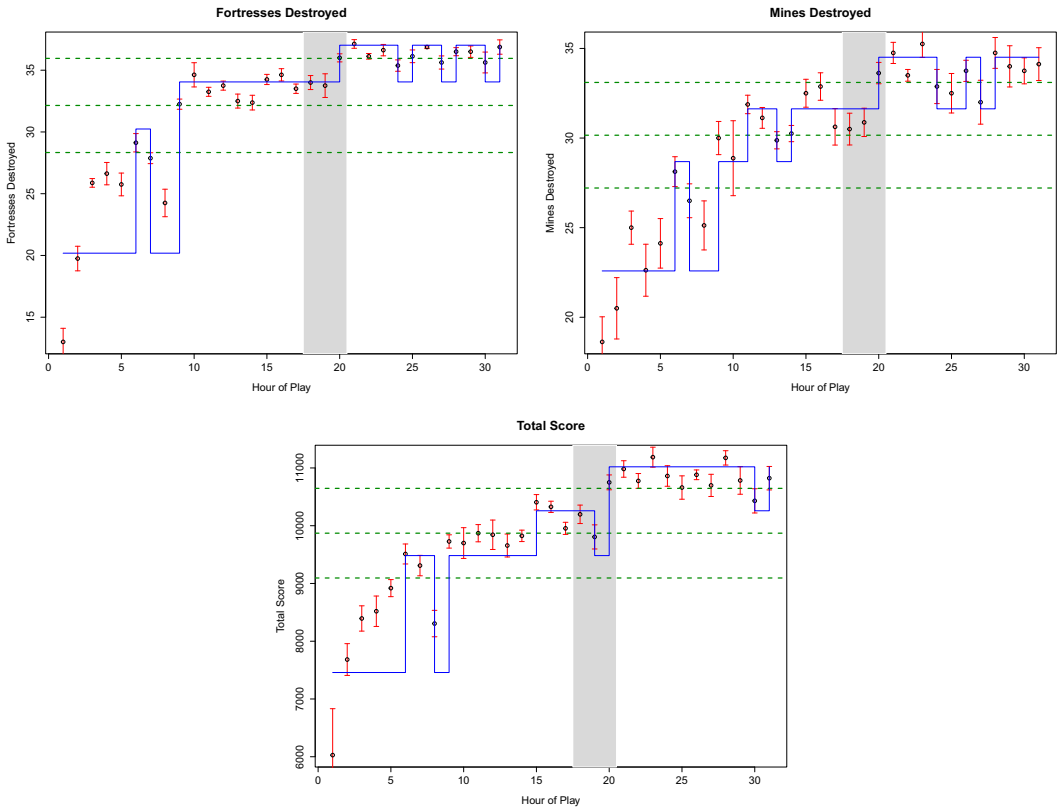 Fortresses Destroyed
Fortresses Destroyed
15
20
25
30
35
0 5 10 15 20 25 30
Hour of Play
Mines Destroyed
Mines Destroyed
20
25
30
35
0 5 10 15 20 25 30
Hour of Play
Total Score
Total Score
6000
7000
8000
9000
10000
11000
0 5 10 15 20 25 30
Hour of Play